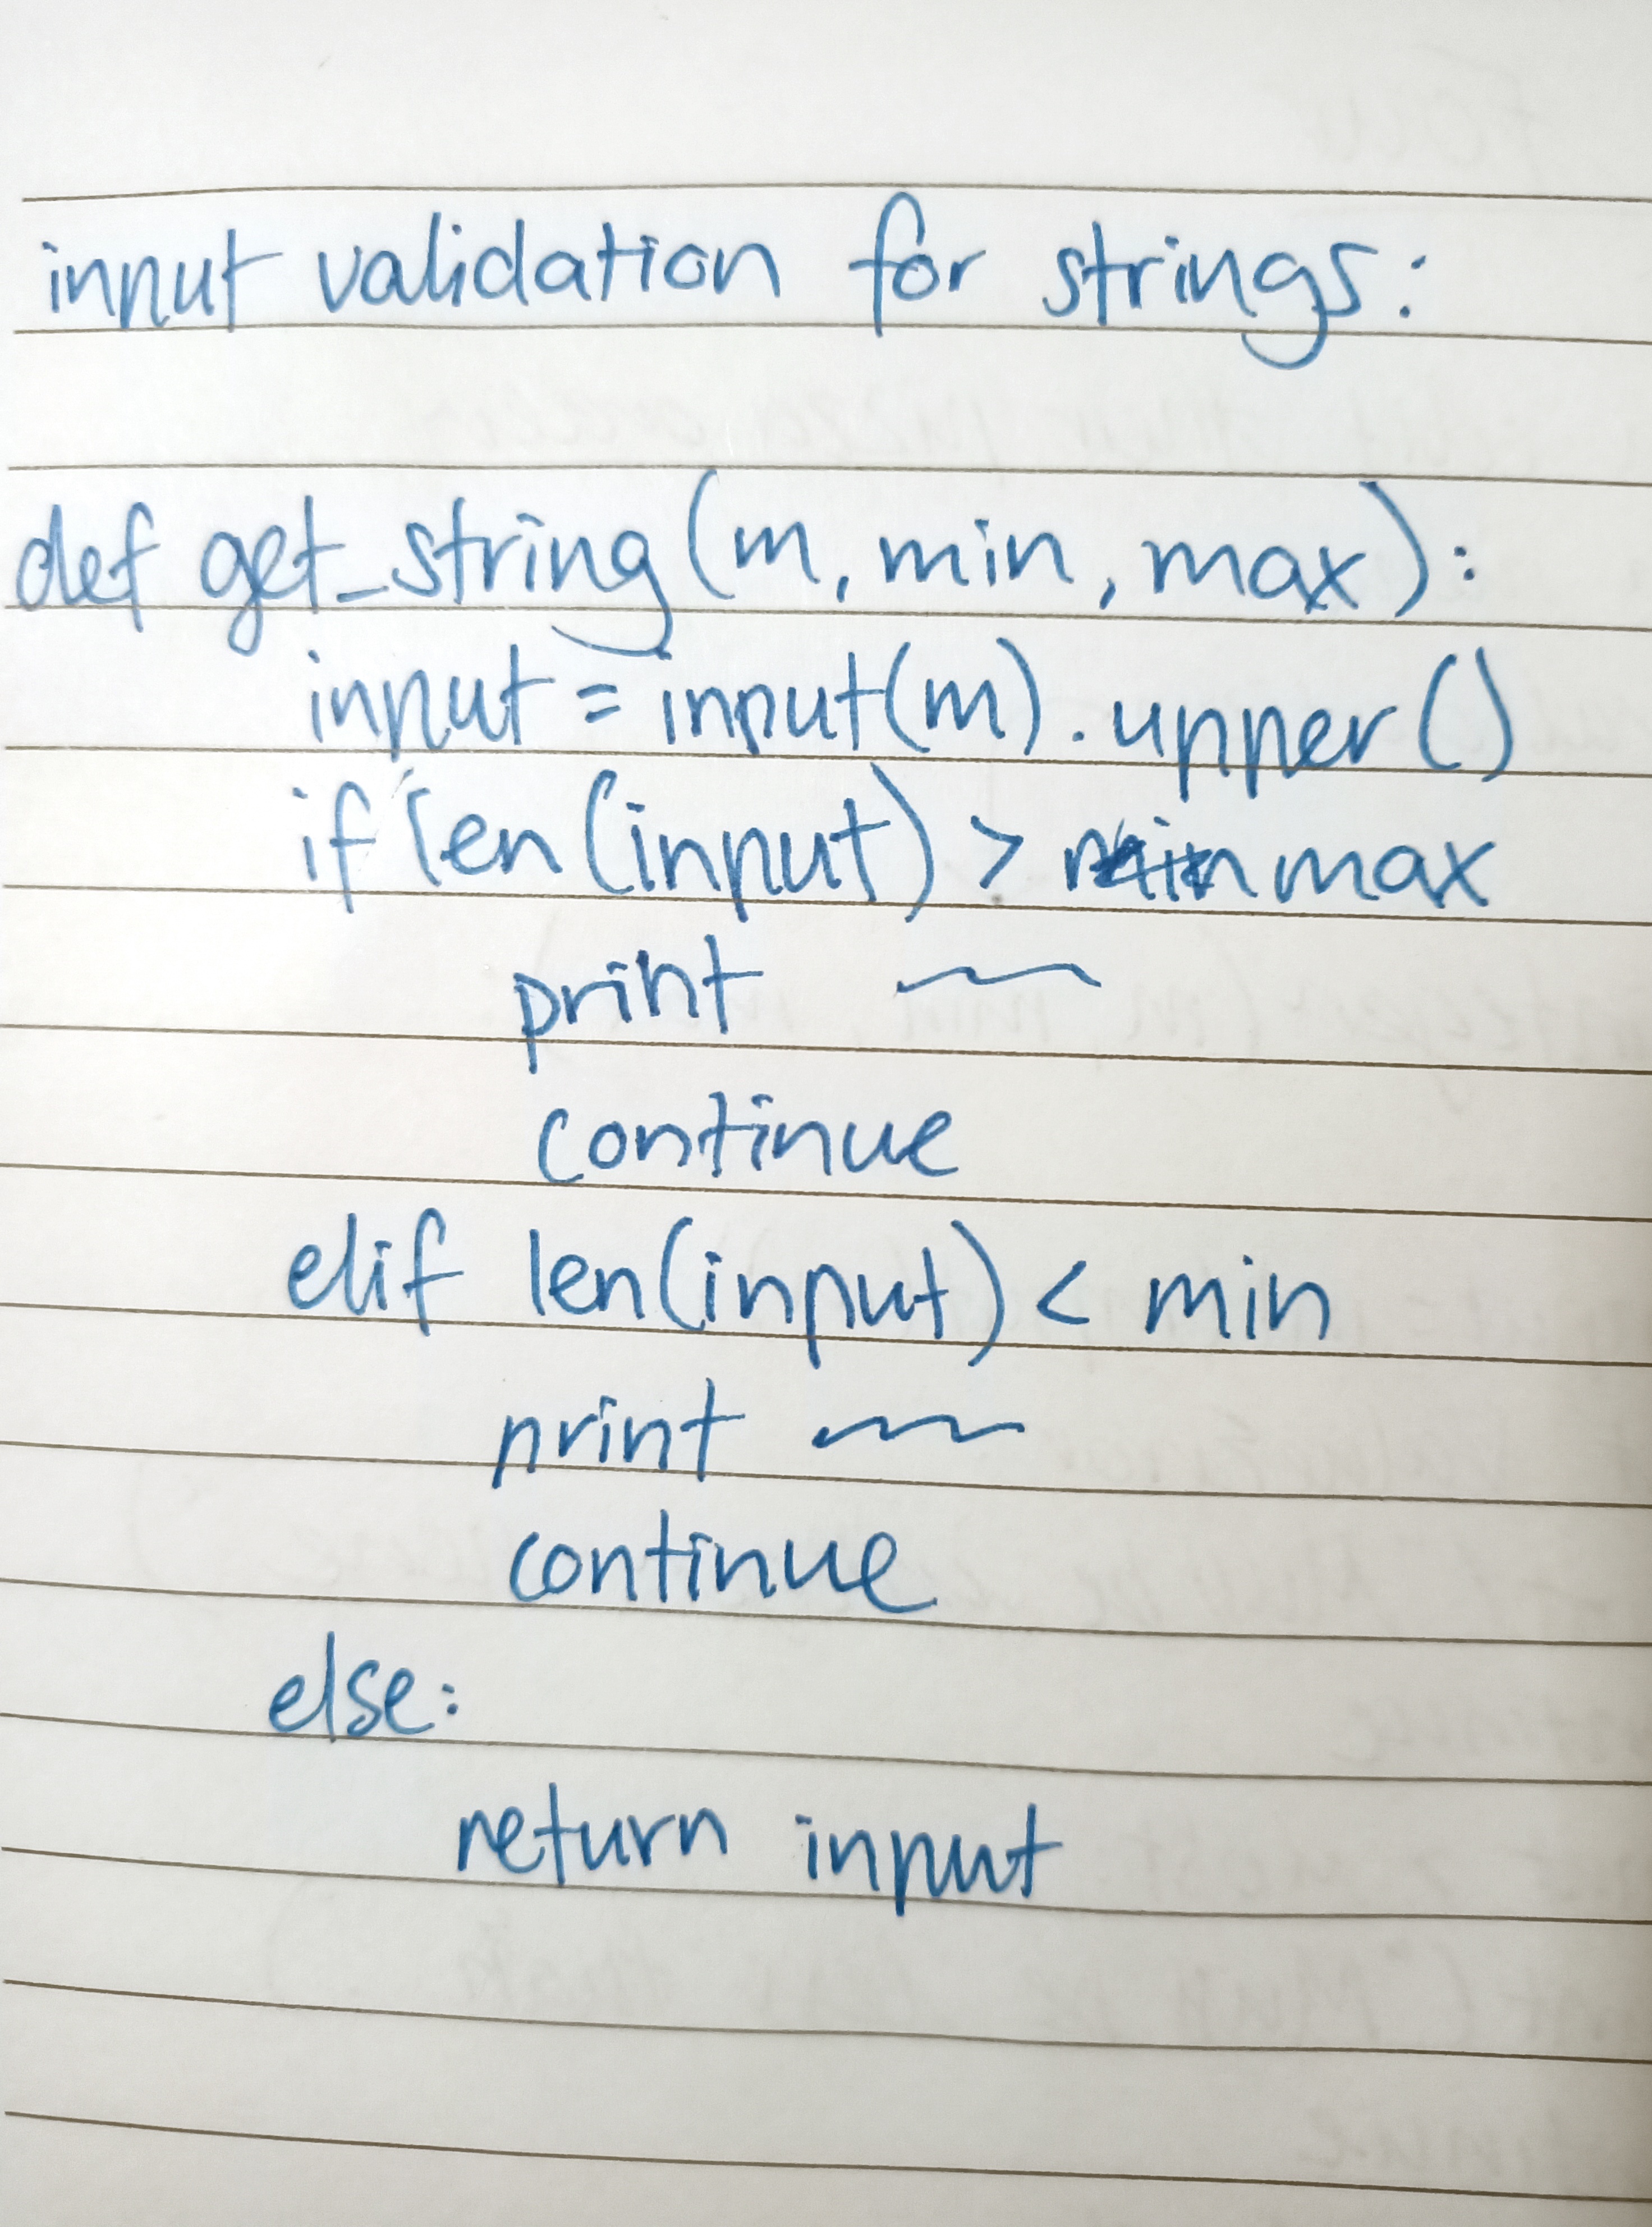 input validation for strings:
def get_string(m, min, max):
input = input(m).upper()
if len(input) > max
print
continue
elif len(input) < min
print
continue
else:
return input